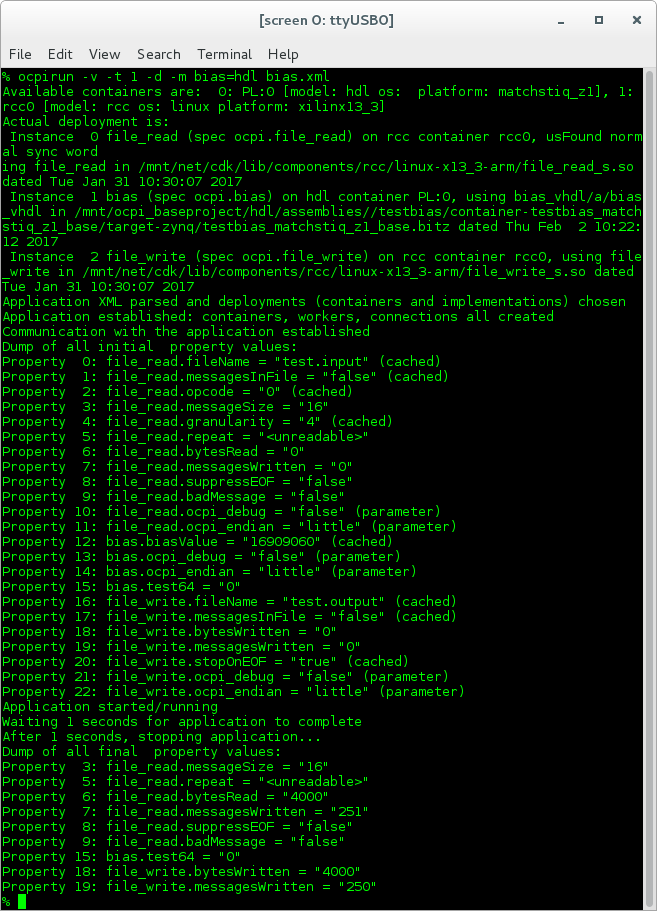 [screen 0: ttyUSB0]
File Edit View Search Terminal Help
% ocpirun -v -t 1 -d -m bias=hdl bias.xml
Available containers are:  0: PL:0 [model: hdl os:  platform: matchstiq_z1], 1:
rcc0 [model: rcc os: linux platform: xilinx13_3]
Actual deployment is:
 Instance  0 file_read (spec ocpi.file_read) on rcc container rcc0, usFound norm
al sync word
ing file_read in /mnt/net/cdk/lib/components/rcc/linux-x13_3-arm/file_read_s.so
dated Tue Jan 31 10:30:07 2017
 Instance  1 bias (spec ocpi.bias) on hdl container PL:0, using bias_vhdl/a/bias
_vhdl in /mnt/ocpi_baseproject/hdl/assemblies//testbias/container-testbias_match
stiq_z1_base/target-zynq/testbias_matchstiq_z1_base.bitz dated Thu Feb  2 10:22:
12 2017
 Instance  2 file_write (spec ocpi.file_write) on rcc container rcc0, using file
_write in /mnt/net/cdk/lib/components/rcc/linux-x13_3-arm/file_write_s.so dated
Tue Jan 31 10:30:07 2017
Application XML parsed and deployments (containers and implementations) chosen
Application established: containers, workers, connections all created
Communication with the application established
Dump of all initial  property values:
Property  0: file_read.fileName = "test.input" (cached)
Property  1: file_read.messagesInFile = "false" (cached)
Property  2: file_read.opcode = "0" (cached)
Property  3: file_read.messageSize = "16"
Property  4: file_read.granularity = "4" (cached)
Property  5: file_read.repeat = "<unreadable>"
Property  6: file_read.bytesRead = "0"
Property  7: file_read.messagesWritten = "0"
Property  8: file_read.suppressEOF = "false"
Property  9: file_read.badMessage = "false"
Property 10: file_read.ocpi_debug = "false" (parameter)
Property 11: file_read.ocpi_endian = "little" (parameter)
Property 12: bias.biasValue = "16909060" (cached)
Property 13: bias.ocpi_debug = "false" (parameter)
Property 14: bias.ocpi_endian = "little" (parameter)
Property 15: bias.test64 = "0"
Property 16: file_write.fileName = "test.output" (cached)
Property 17: file_write.messagesInFile = "false" (cached)
Property 18: file_write.bytesWritten = "0"
Property 19: file_write.messagesWritten = "0"
Property 20: file_write.stopOnEOF = "true" (cached)
Property 21: file_write.ocpi_debug = "false" (parameter)
Property 22: file_write.ocpi_endian = "little" (parameter)
Application started/running
Waiting 1 seconds for application to complete
After 1 seconds, stopping application...
Dump of all final  property values:
Property  3: file_read.messageSize = "16"
Property  5: file_read.repeat = "<unreadable>"
Property  6: file_read.bytesRead = "4000"
Property  7: file_read.messagesWritten = "251"
Property  8: file_read.suppressEOF = "false"
Property  9: file_read.badMessage = "false"
Property 15: bias.test64 = "0"
Property 18: file_write.bytesWritten = "4000"
Property 19: file_write.messagesWritten = "250"
%